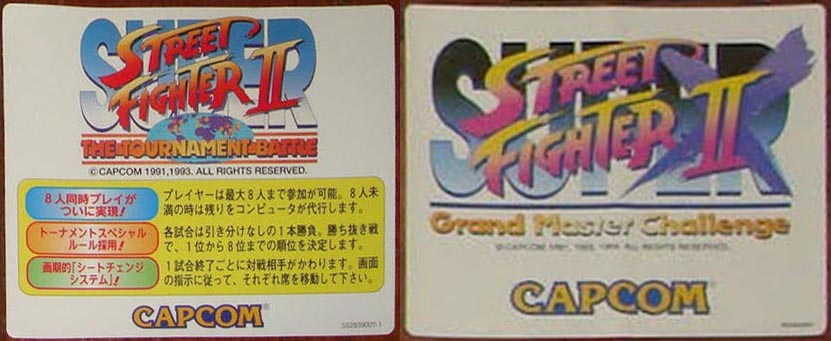 SUPER
STREET
FIGHTER II
THE TOURNAMENT BATTLE
©CAPCOM 1991,1993. ALL RIGHTS RESERVED.
8人同時プレイが
ついに実現!
プレイヤーは最大8人まで参加が可能。8人未
満の時は残りをコンピュータが代行します。
トーナメントスペシャル
ルール採用!
各試合は引き分けなしの1本勝負。勝ち抜き戦
で、1位から8位までの順位を決定します。
画期的「シートチェンジ
システム」!
1試合終了ごとに対戦相手がかわります。画面
の指示に従って、それぞれ席を移動して下さい。
CAPCOM®
SUPER X
STREET
FIGHTER II
Grand Master Challenge
©CAPCOM 1991, 1993, 1994 ALL RIGHTS RESERVED.
CAPCOM®